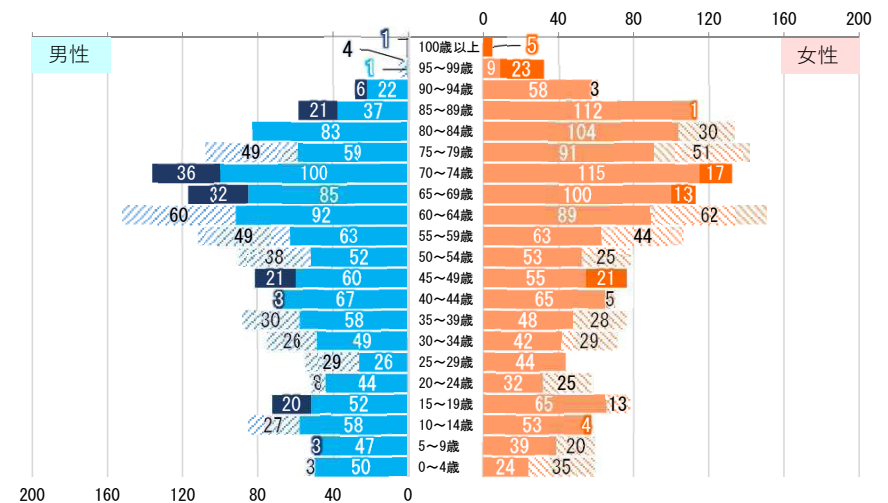 0 40 80 120 160 200
男性 女性
1 100歳以上 5
4
1 95～99歳 9 23
6 22 90～94歳 58 3
21 37 85～89歳 112 1
83 80～84歳 104 30
49 59 75～79歳 91 51
36 100 70～74歳 115 17
32 85 65～69歳 100 13
60 92 60～64歳 89 62
49 63 55～59歳 63 44
38 52 50～54歳 53 25
21 60 45～49歳 55 21
3 67 40～44歳 65 5
30 58 35～39歳 48 28
26 49 30～34歳 42 29
29 26 25～29歳 44
8 44 20～24歳 32 25
20 52 15～19歳 65 13
27 58 10～14歳 53 4
3 47 5～9歳 39 20
3 50 0～4歳 24 35
200 160 120 80 40 0